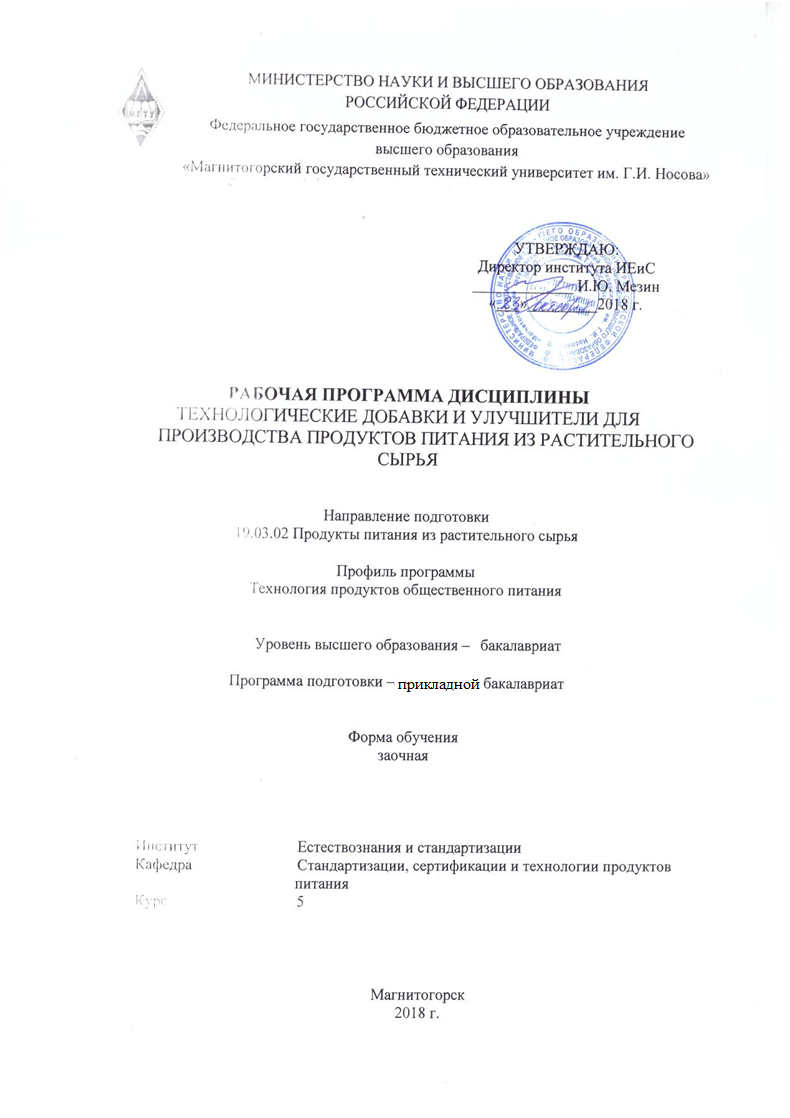 МИНИСТЕРСТВО НАУКИ И ВЫСШЕГО ОБРАЗОВАНИЯ
РОССИЙСКОЙ ФЕДЕРАЦИИ
Федеральное государственное бюджетное образовательное учреждение
высшего образования
«Магнитогорский государственный технический университет им. Г.И. Носова»
МГТУ
УТВЕРЖДАЮ:
Директор института ИЕиС
_____________ И.Ю. Мезин
«23» 2018 г.
РАБОЧАЯ ПРОГРАММА ДИСЦИПЛИНЫ
ТЕХНОЛОГИЧЕСКИЕ ДОБАВКИ И УЛУЧШИТЕЛИ ДЛЯ
ПРОИЗВОДСТВА ПРОДУКТОВ ПИТАНИЯ ИЗ РАСТИТЕЛЬНОГО
СЫРЬЯ
Направление подготовки
19.03.02 Продукты питания из растительного сырья
Профиль программы
Технология продуктов общественного питания
Уровень высшего образования – бакалавриат
Программа подготовки – прикладной бакалавриат
Форма обучения
заочная
Институт Естествознания и стандартизации
Кафедра Стандартизации, сертификации и технологии продуктов
питания
Курс 5
Магнитогорск
2018 г.